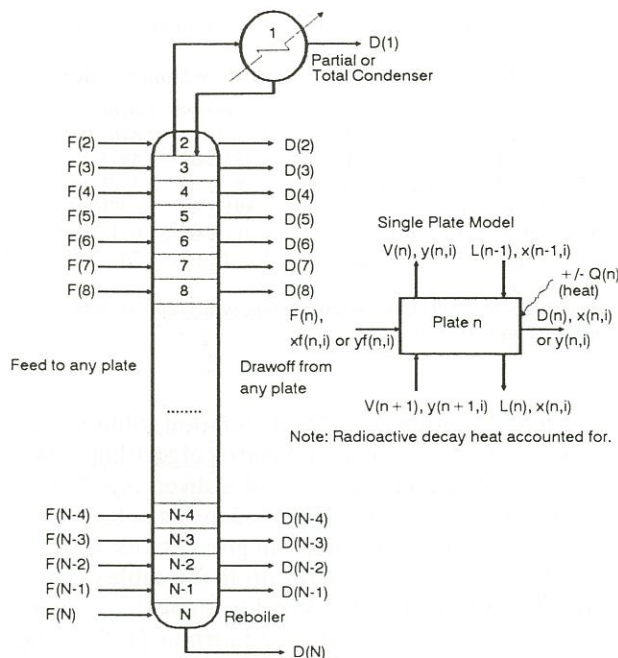 1
D(1)
Partial or
Total Condenser
F(2) 2 D(2)
F(3) 3 D(3)
F(4) 4 D(4)
F(5) 5 D(5)
F(6) 6 D(6)
F(7) 7 D(7)
F(8) 8 D(8)
Feed to any plate
Drawoff from
any plate
........
F(N-4) N-4 D(N-4)
F(N-3) N-3 D(N-3)
F(N-2) N-2 D(N-2)
F(N-1) N-1 D(N-1)
F(N) N Reboiler
D(N)
Single Plate Model
V(n), y(n,i) L(n-1), x(n-1,i)
+/- Q(n)
(heat)
F(n),
xf(n,i) or yf(n,i)
Plate n
D(n), x(n,i)
or y(n,i)
V(n + 1), y(n+1,i) L(n), x(n,i)
Note: Radioactive decay heat accounted for.